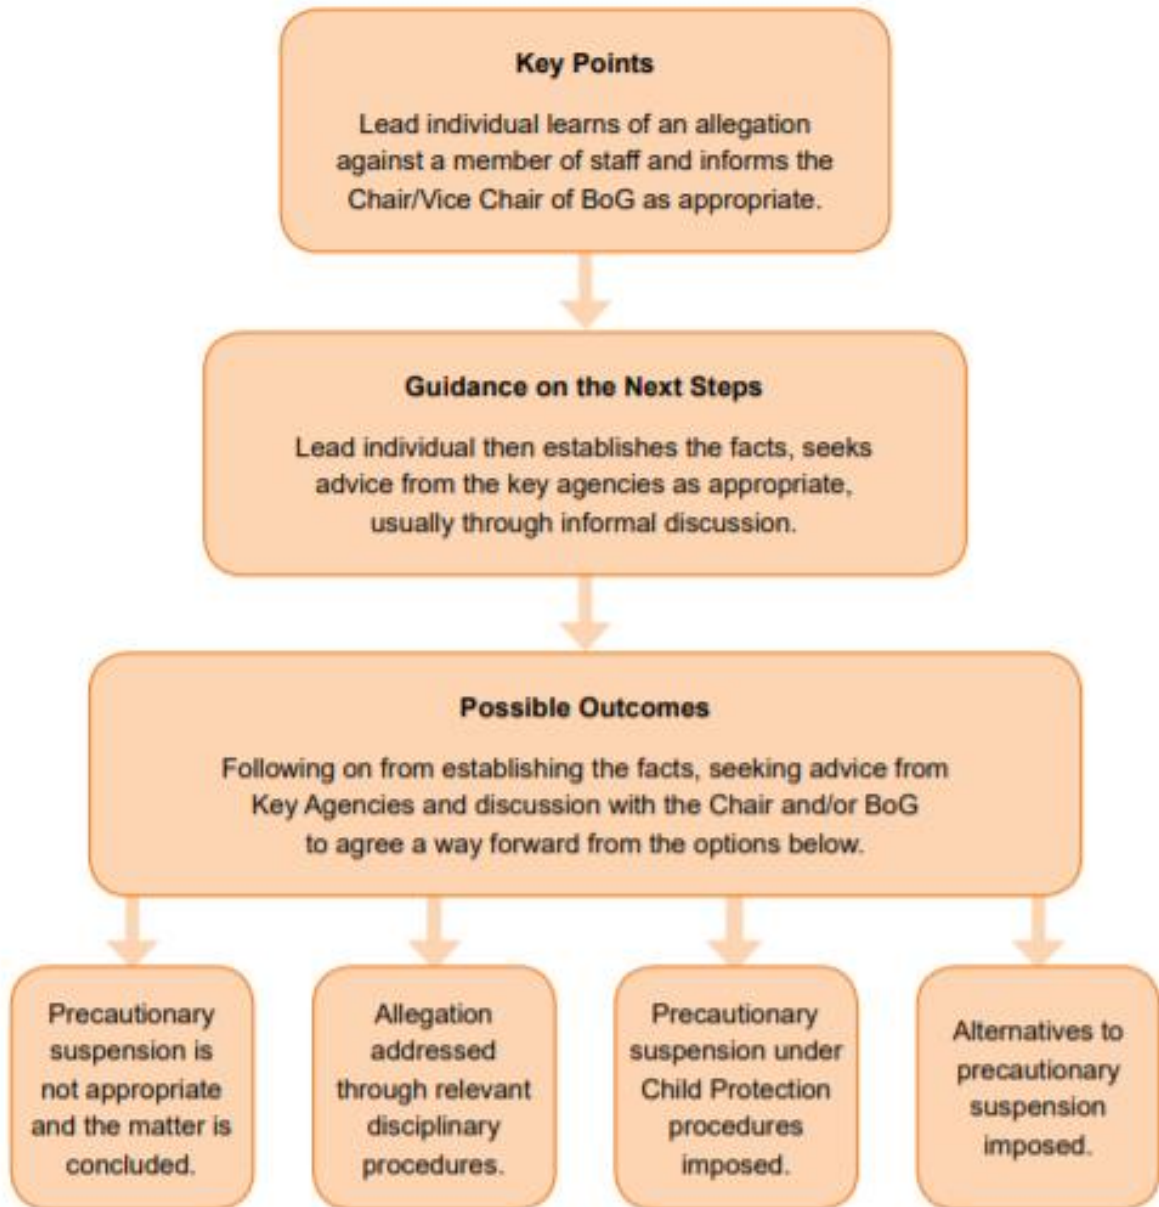 Key Points
Lead individual learns of an allegation
against a member of staff and informs the
Chair/Vice Chair of BoG as appropriate.
Guidance on the Next Steps
Lead individual then establishes the facts, seeks
advice from the key agencies as appropriate,
usually through informal discussion.
Possible Outcomes
Following on from establishing the facts, seeking advice from
Key Agencies and discussion with the Chair and/or BoG
to agree a way forward from the options below.
Precautionary
suspension is
not appropriate
and the matter is
concluded.
Allegation
addressed
through relevant
disciplinary
procedures.
Precautionary
suspension under
Child Protection
procedures
imposed.
Alternatives to
precautionary
suspension
imposed.